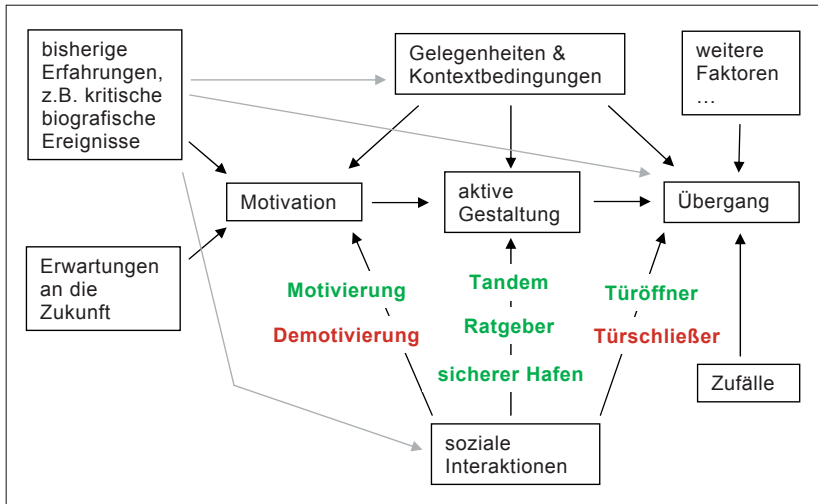 bisherige
Erfahrungen,
z.B. kritische
biografische
Ereignisse
Gelegenheiten &
Kontextbedingungen
weitere
Faktoren
...
Motivation
aktive
Gestaltung
Übergang
Erwartungen
an die
Zukunft
Motivierung
Demotivierung
Tandem
Ratgeber
sicherer Hafen
Türöffner
Türschließer
Zufälle
soziale
Interaktionen